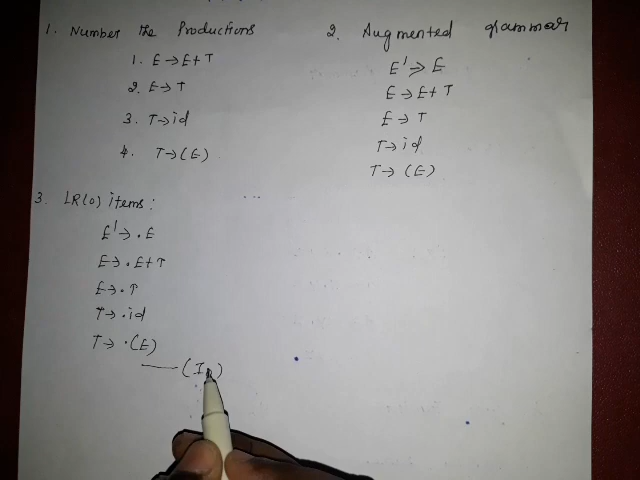 1. Number the Productions
1. E→E+T
2. E→T
3. T→id
4. T→(E)
2. Augmented grammar
E'→E
E→E+T
E→T
T→id
T→(E)
3. LR(0) items:
E'→.E
E→.E+T
E→.T
T→.id
T→.(E)